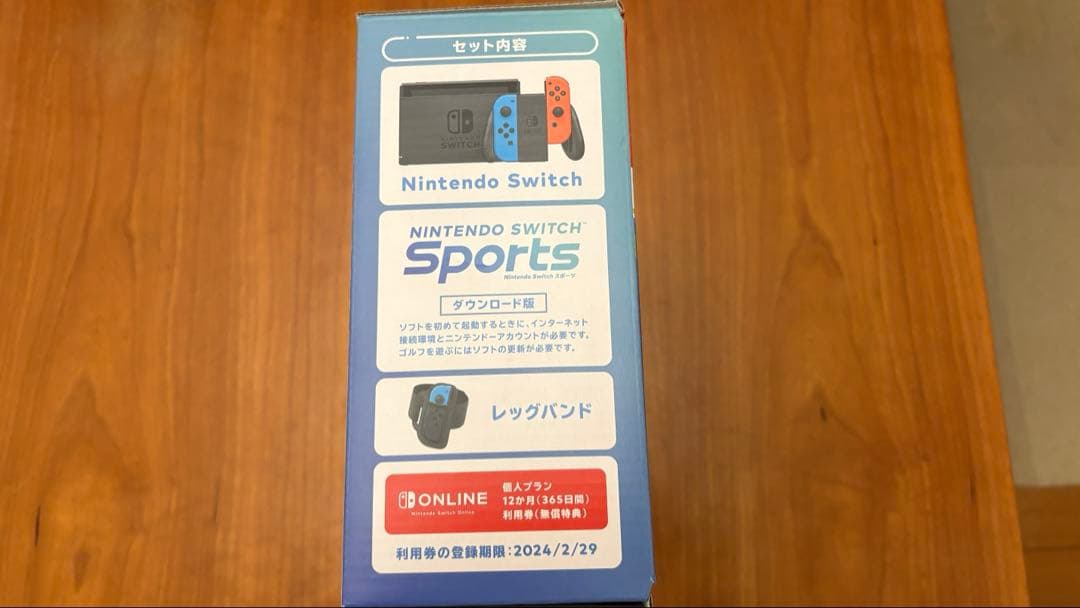 セット内容
NINTENDO
SWITCH
Nintendo Switch
NINTENDO SWITCH™
Sports
Nintendo Switch スポーツ
ダウンロード版
ソフトを初めて起動するときに、インターネット
接続環境とニンテンドーアカウントが必要です。
ゴルフを遊ぶにはソフトの更新が必要です。
レッグバンド
ONLINE
Nintendo Switch Online
個人プラン
12か月(365日間)
利用券(無償特典)
利用券の登録期限:2024/2/29